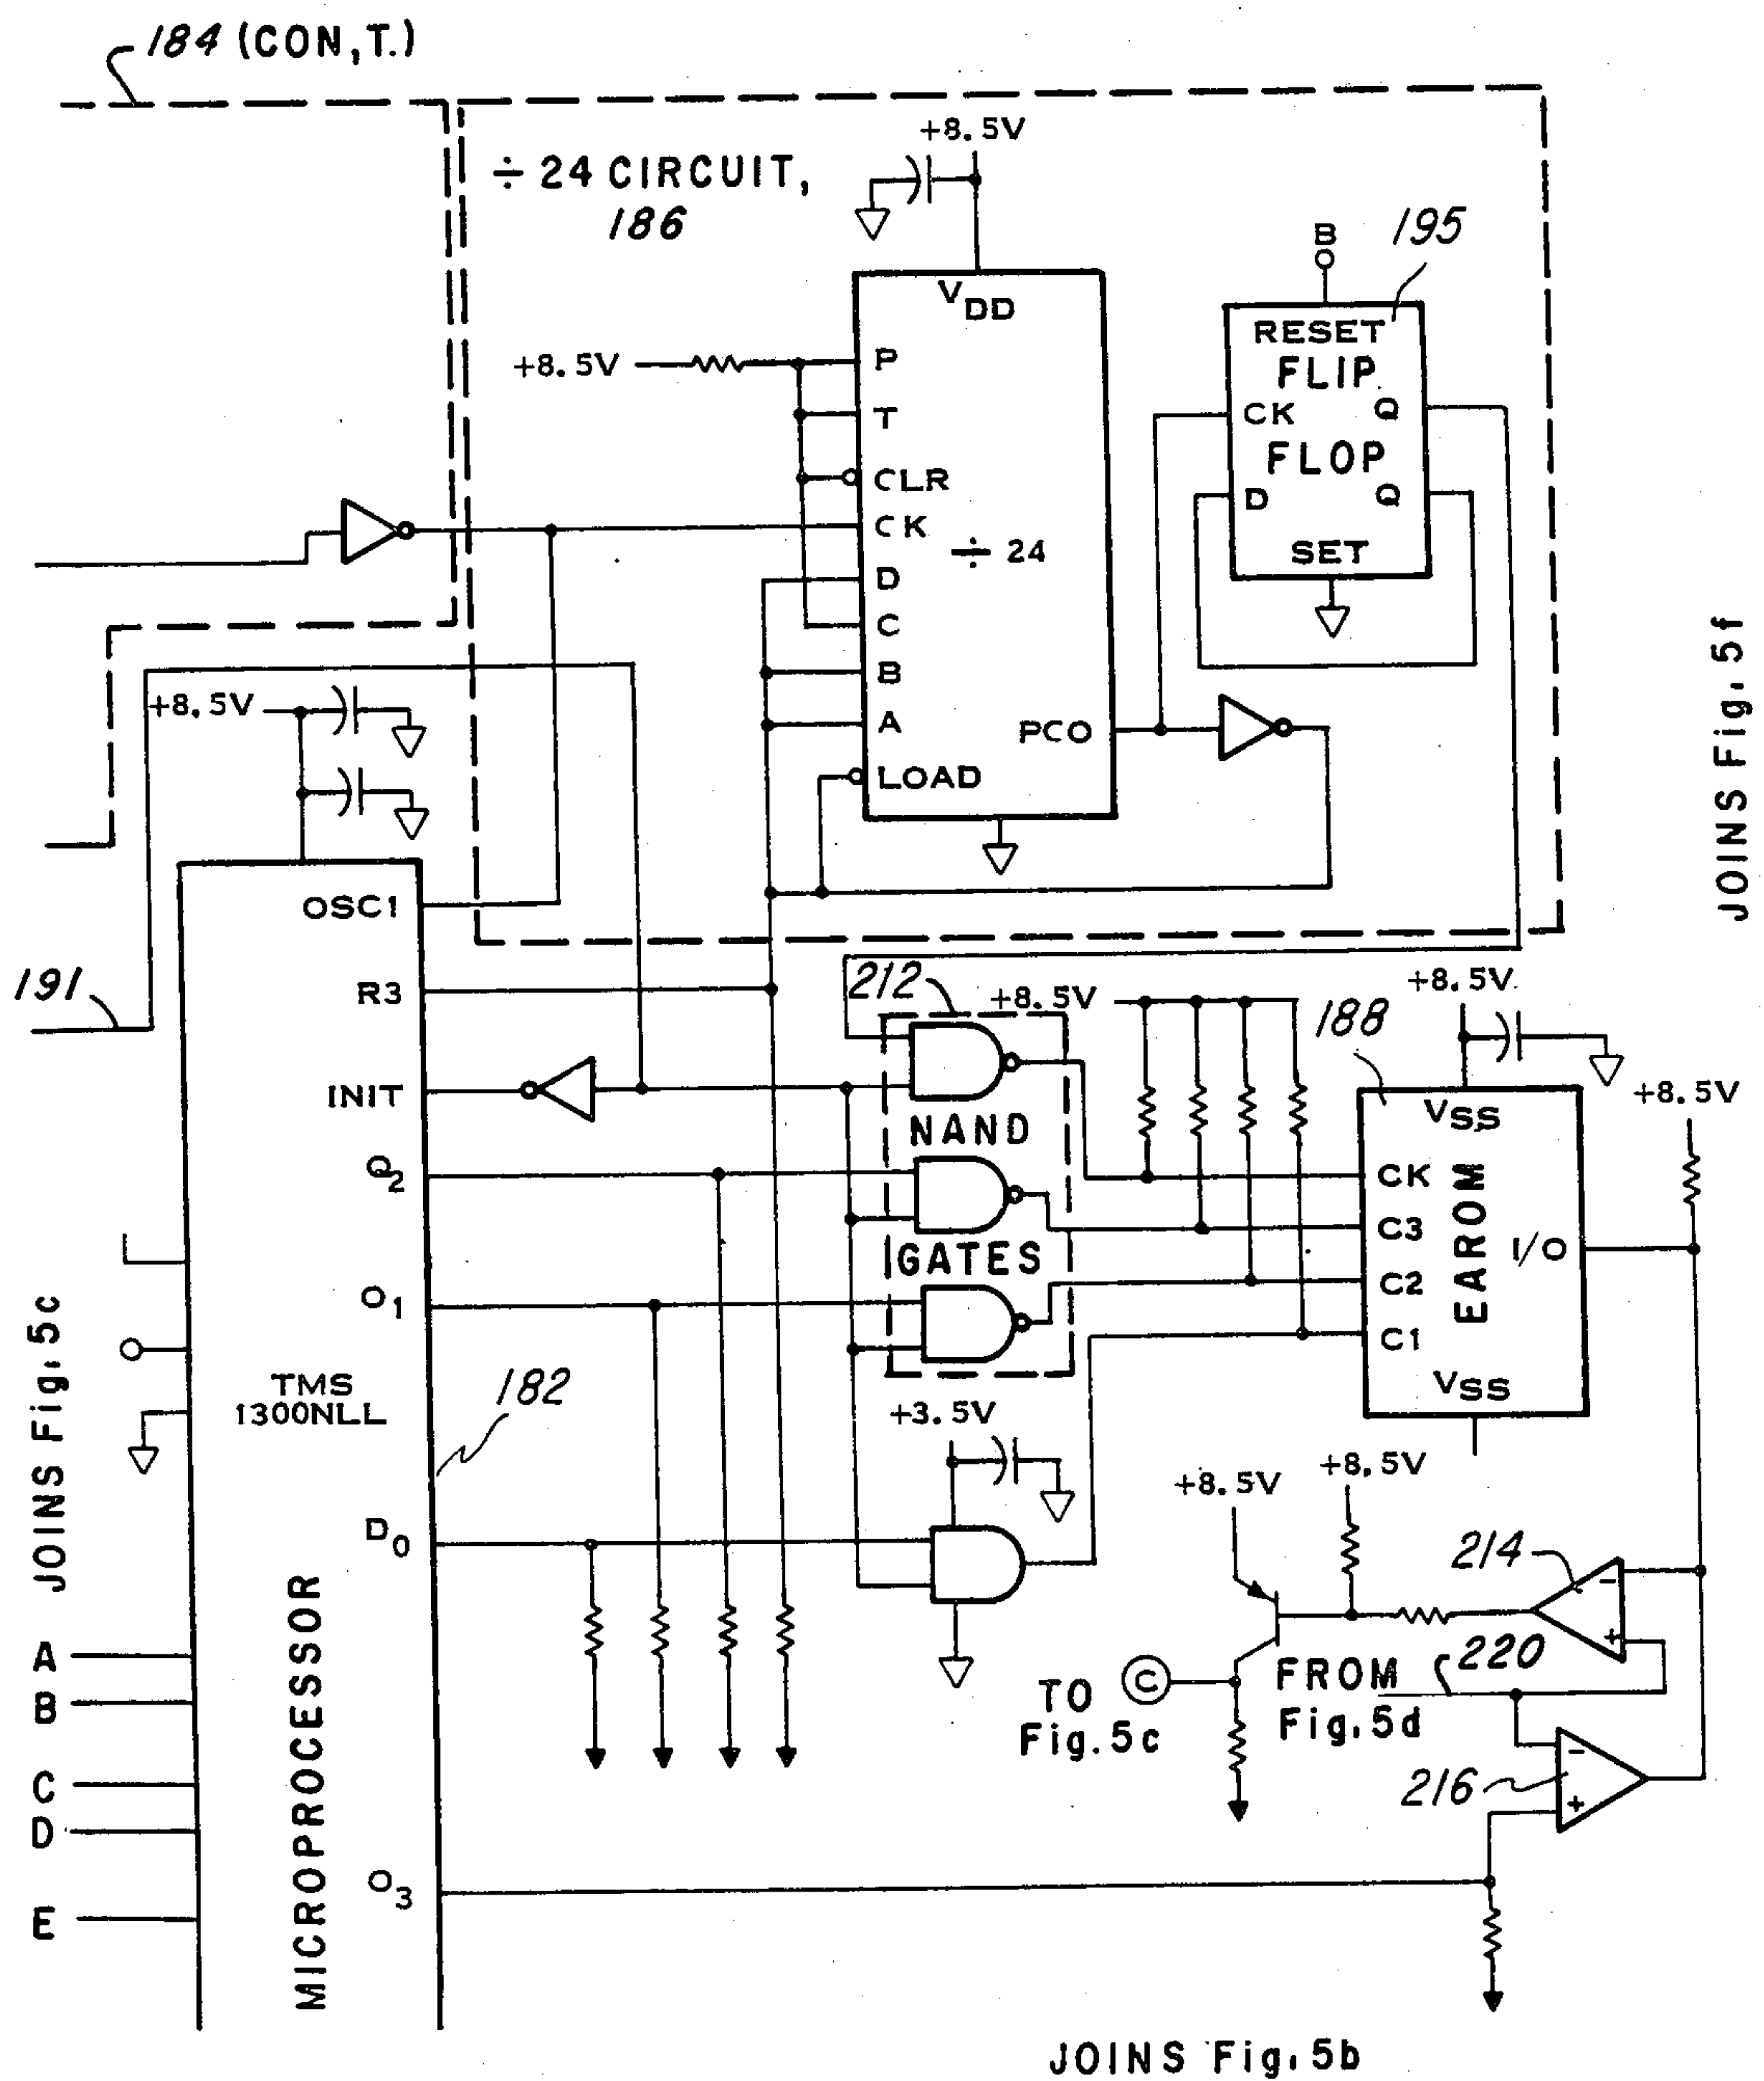 184 (CON,T.)
+8.5V
÷ 24 CIRCUIT,
186
B
195
VDD
RESET
FLIP
CK Q
FLOP
D Q
SET
+8.5V
P
T
CLR
CK
÷ 24
D
C
B
A
PCO
LOAD
+8.5V
JOINS Fig. 5f
OSC1
191
R3
212
+8.5V
188
+8.5V
INIT
NAND
VSS
+8.5V
Q2
CK
GATES
C3
I/O
O1
C2
EAROM
C1
VSS
JOINS Fig. 5c
TMS
1300NLL
182
+3.5V
+8.5V
+8.5V
D0
214
-
+
MICROPROCESSOR
A
B
C
D
E
TO
Fig. 5c
C
FROM
Fig. 5d
220
216
-
+
O3
JOINS Fig. 5b